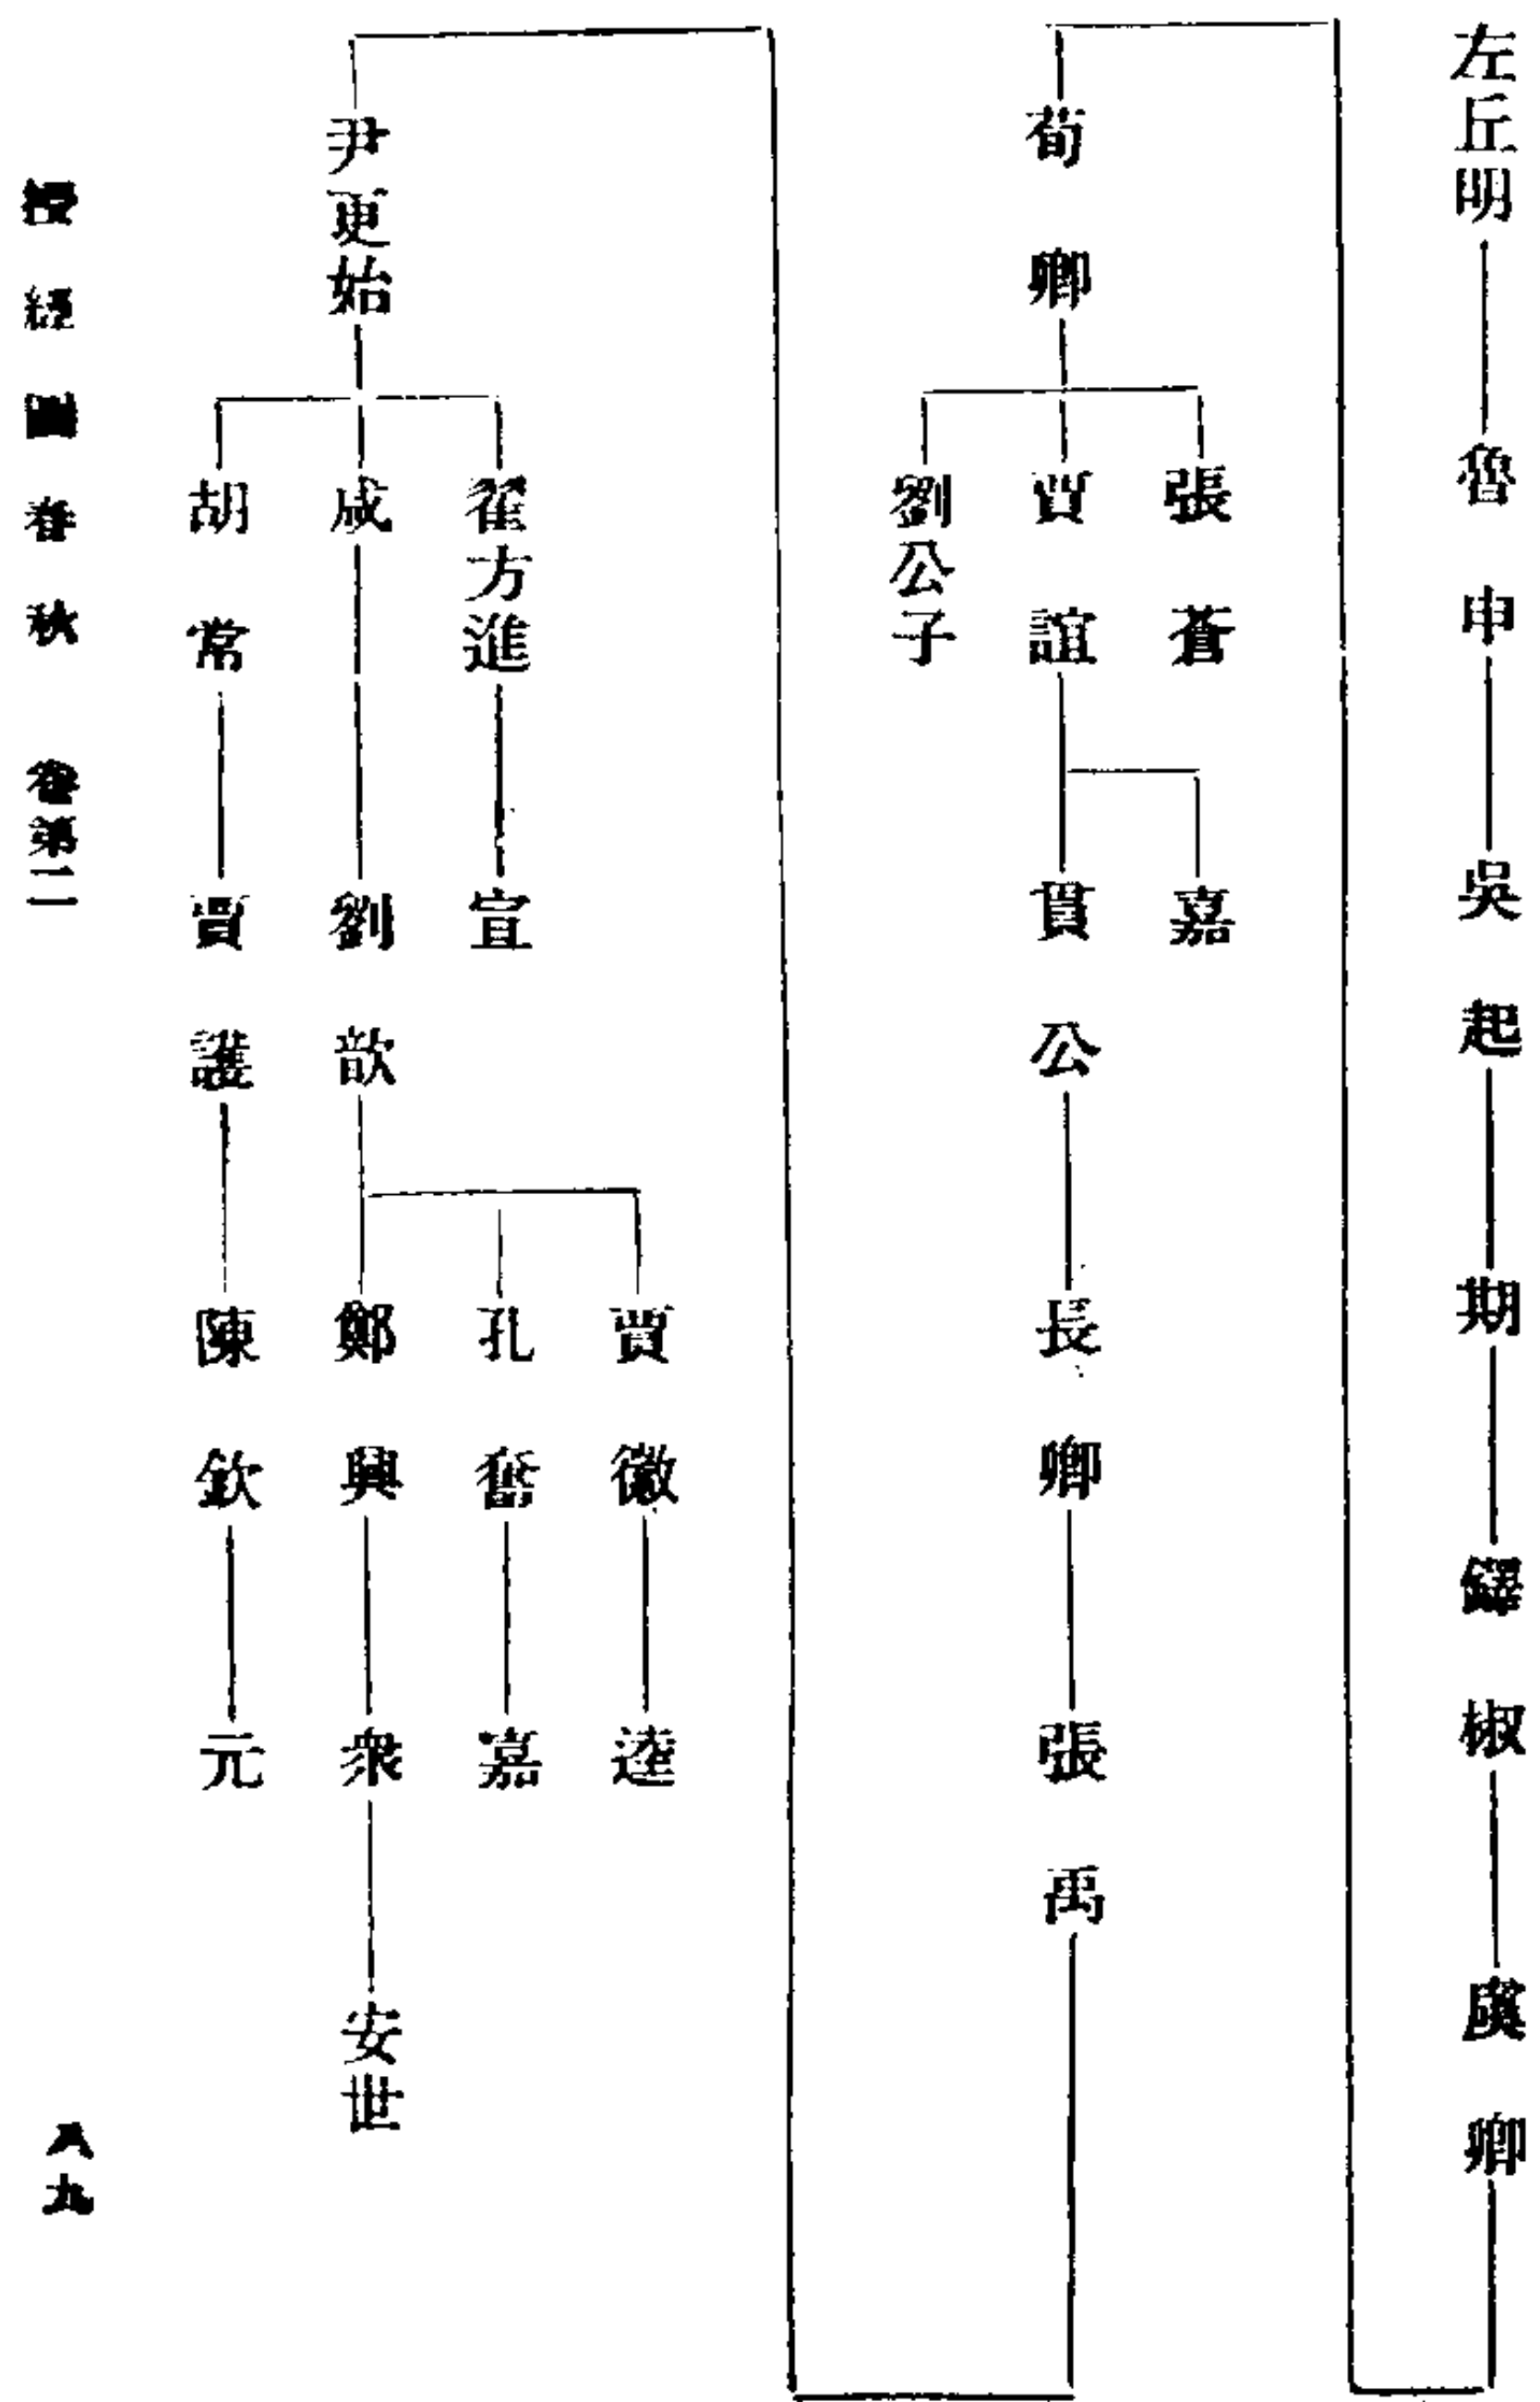 左丘明 魯申 吳起 期 鐸椒 虞卿
張蒼 嘉
荀卿 賈誼 貫公 長卿 張禹
劉公子
賈徽 逵
翟方進 宣 孔奮 嘉
尹更始 咸 劉歆 鄭興 衆 安世
胡常 賈護 陳欽 元
授經圖春秋 卷第二 八九